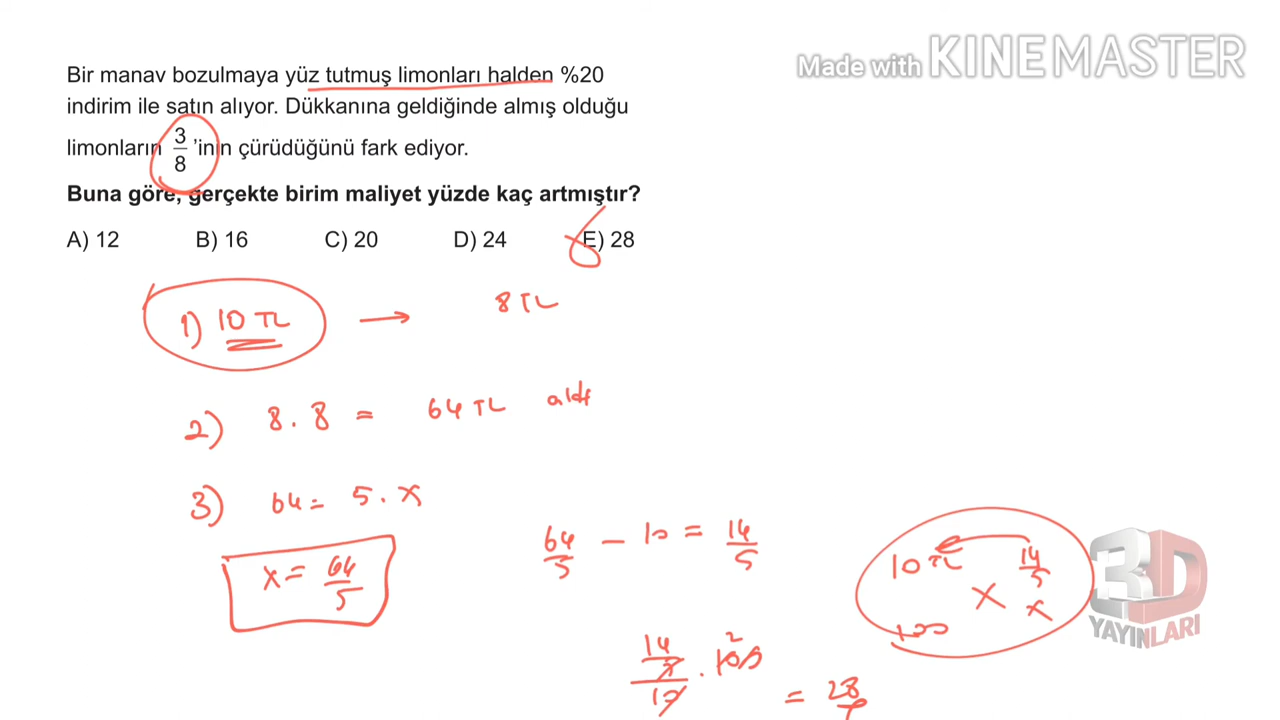 Made with KINEMASTER
Bir manav bozulmaya yüz tutmuş limonları halden %20
indirim ile satın alıyor. Dükkanına geldiğinde almış olduğu
limonların 3/8 'inin çürüdüğünü fark ediyor.
Buna göre, gerçekte birim maliyet yüzde kaç artmıştır?
A) 12 B) 16 C) 20 D) 24 E) 28
1) 10 TL → 8 TL
2) 8.8 = 64 TL aldı
3) 64 = 5.x
x = 64/5
64/5 - 10 = 14/5
10 TL 14/5
100 x
3D
YAYINLARI
14/5/10 . 100 2
= 28